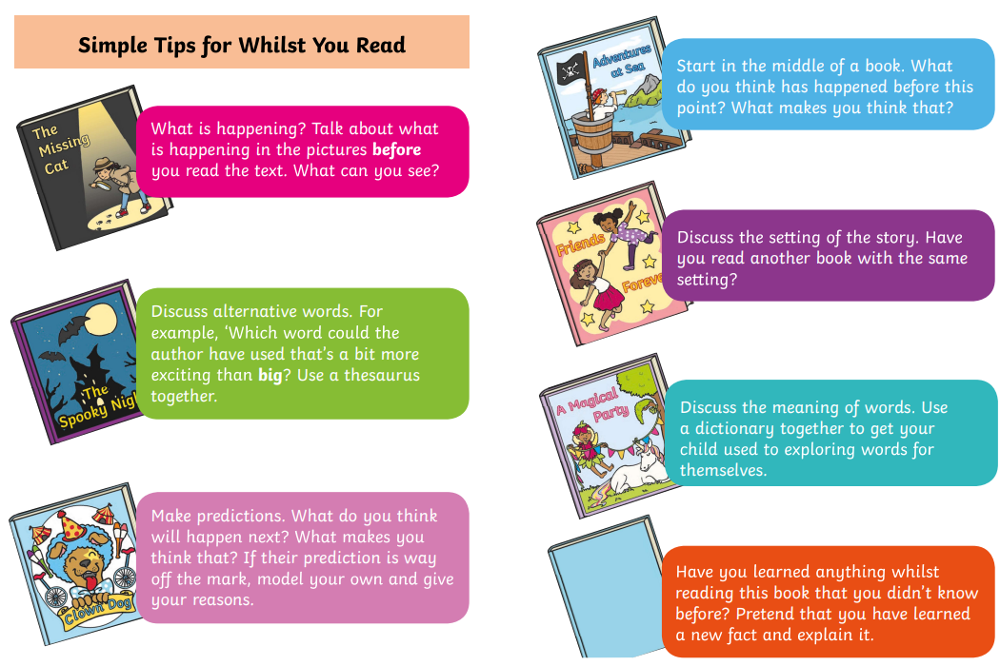 Simple Tips for Whilst You Read
The
Missing
Cat
What is happening? Talk about what
is happening in the pictures before
you read the text. What can you see?
The
Spooky Nigh
Discuss alternative words. For
example, ‘Which word could the
author have used that's a bit more
exciting than big? Use a thesaurus
together.
Clown Dog
Make predictions. What do you think
will happen next? What makes you
think that? If their prediction is way
off the mark, model your own and give
your reasons.
Adventures
at Sea
Start in the middle of a book. What
do you think has happened before this
point? What makes you think that?
Friends
Foreve
Discuss the setting of the story. Have
you read another book with the same
setting?
A Magical
Party
Discuss the meaning of words. Use
a dictionary together to get your
child used to exploring words for
themselves.
Have you learned anything whilst
reading this book that you didn't know
before? Pretend that you have learned
a new fact and explain it.